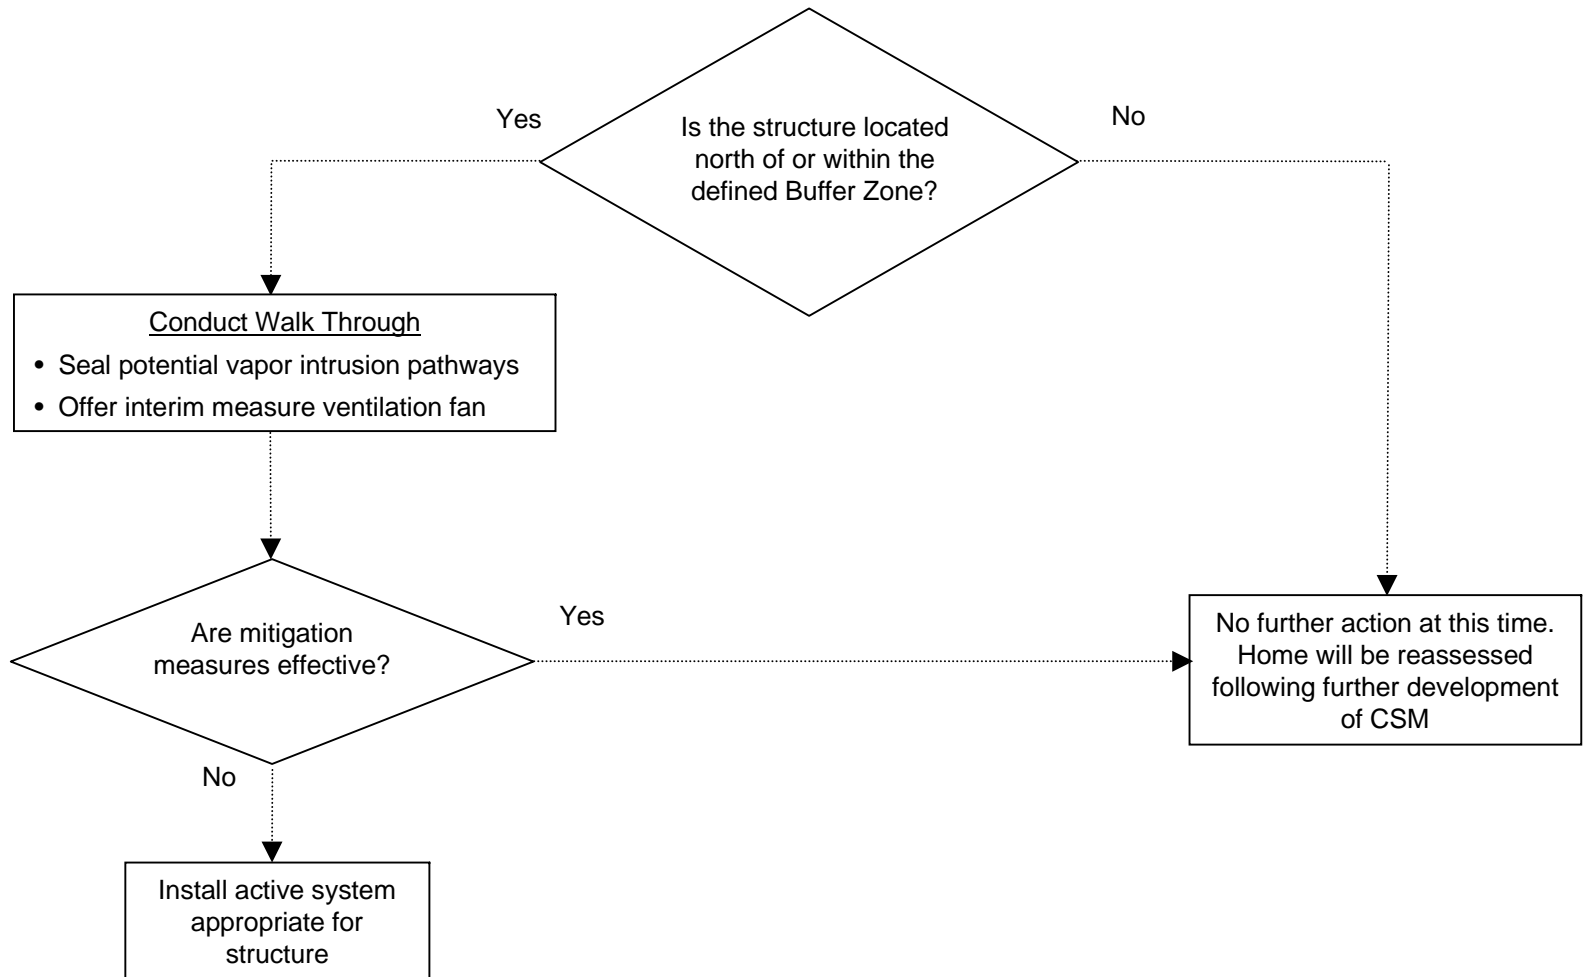 Yes
Is the structure located
north of or within the
defined Buffer Zone?
No
Conduct Walk Through
• Seal potential vapor intrusion pathways
• Offer interim measure ventilation fan
Are mitigation
measures effective?
Yes
No further action at this time.
Home will be reassessed
following further development
of CSM
No
Install active system
appropriate for
structure